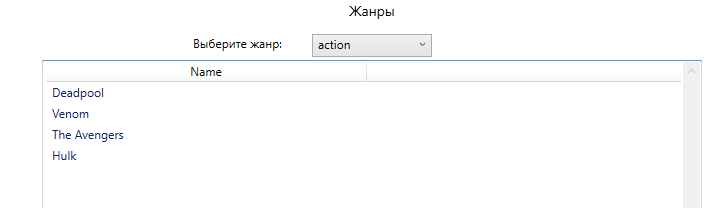 Жанры
Выберите жанр: action
Name
Deadpool
Venom
The Avengers
Hulk